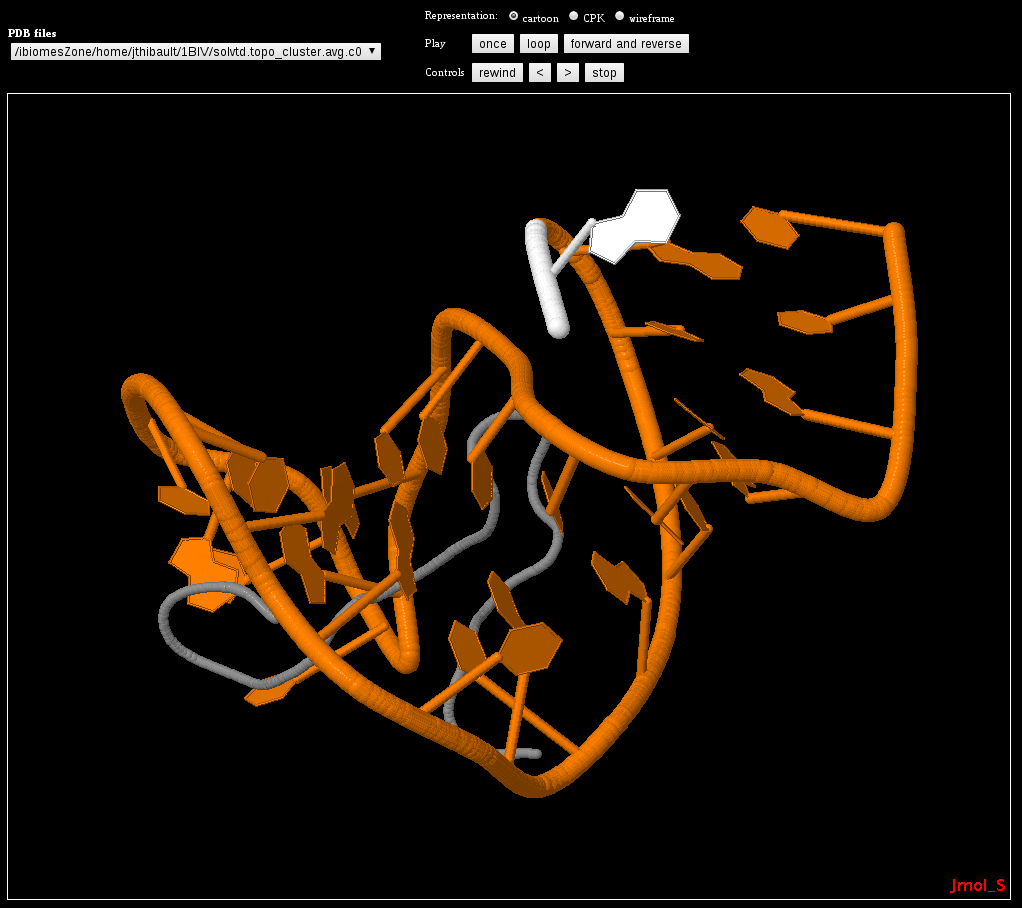 Representation: cartoon CPK wireframe
PDB files
/ibiomesZone/home/jthibault/1BIV/solvtd.topo_cluster.avg.c0
Play once loop forward and reverse
Controls rewind < > stop
Jmol_S